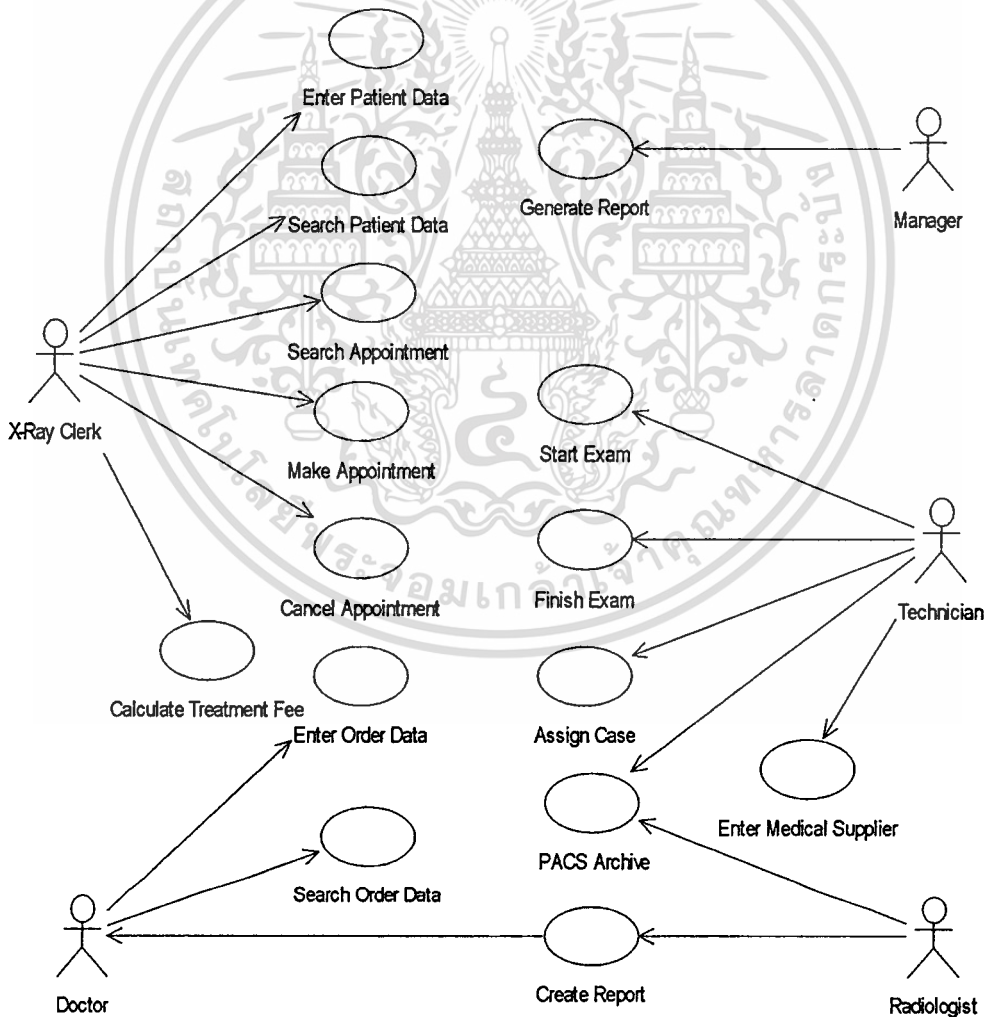 Enter Patient Data
Search Patient Data
Generate Report
Manager
Search Appointment
X-Ray Clerk
Make Appointment
Start Exam
Cancel Appointment
Finish Exam
Technician
Calculate Treatment Fee
Enter Order Data
Assign Case
Enter Medical Supplier
Search Order Data
PACS Archive
Doctor
Create Report
Radiologist